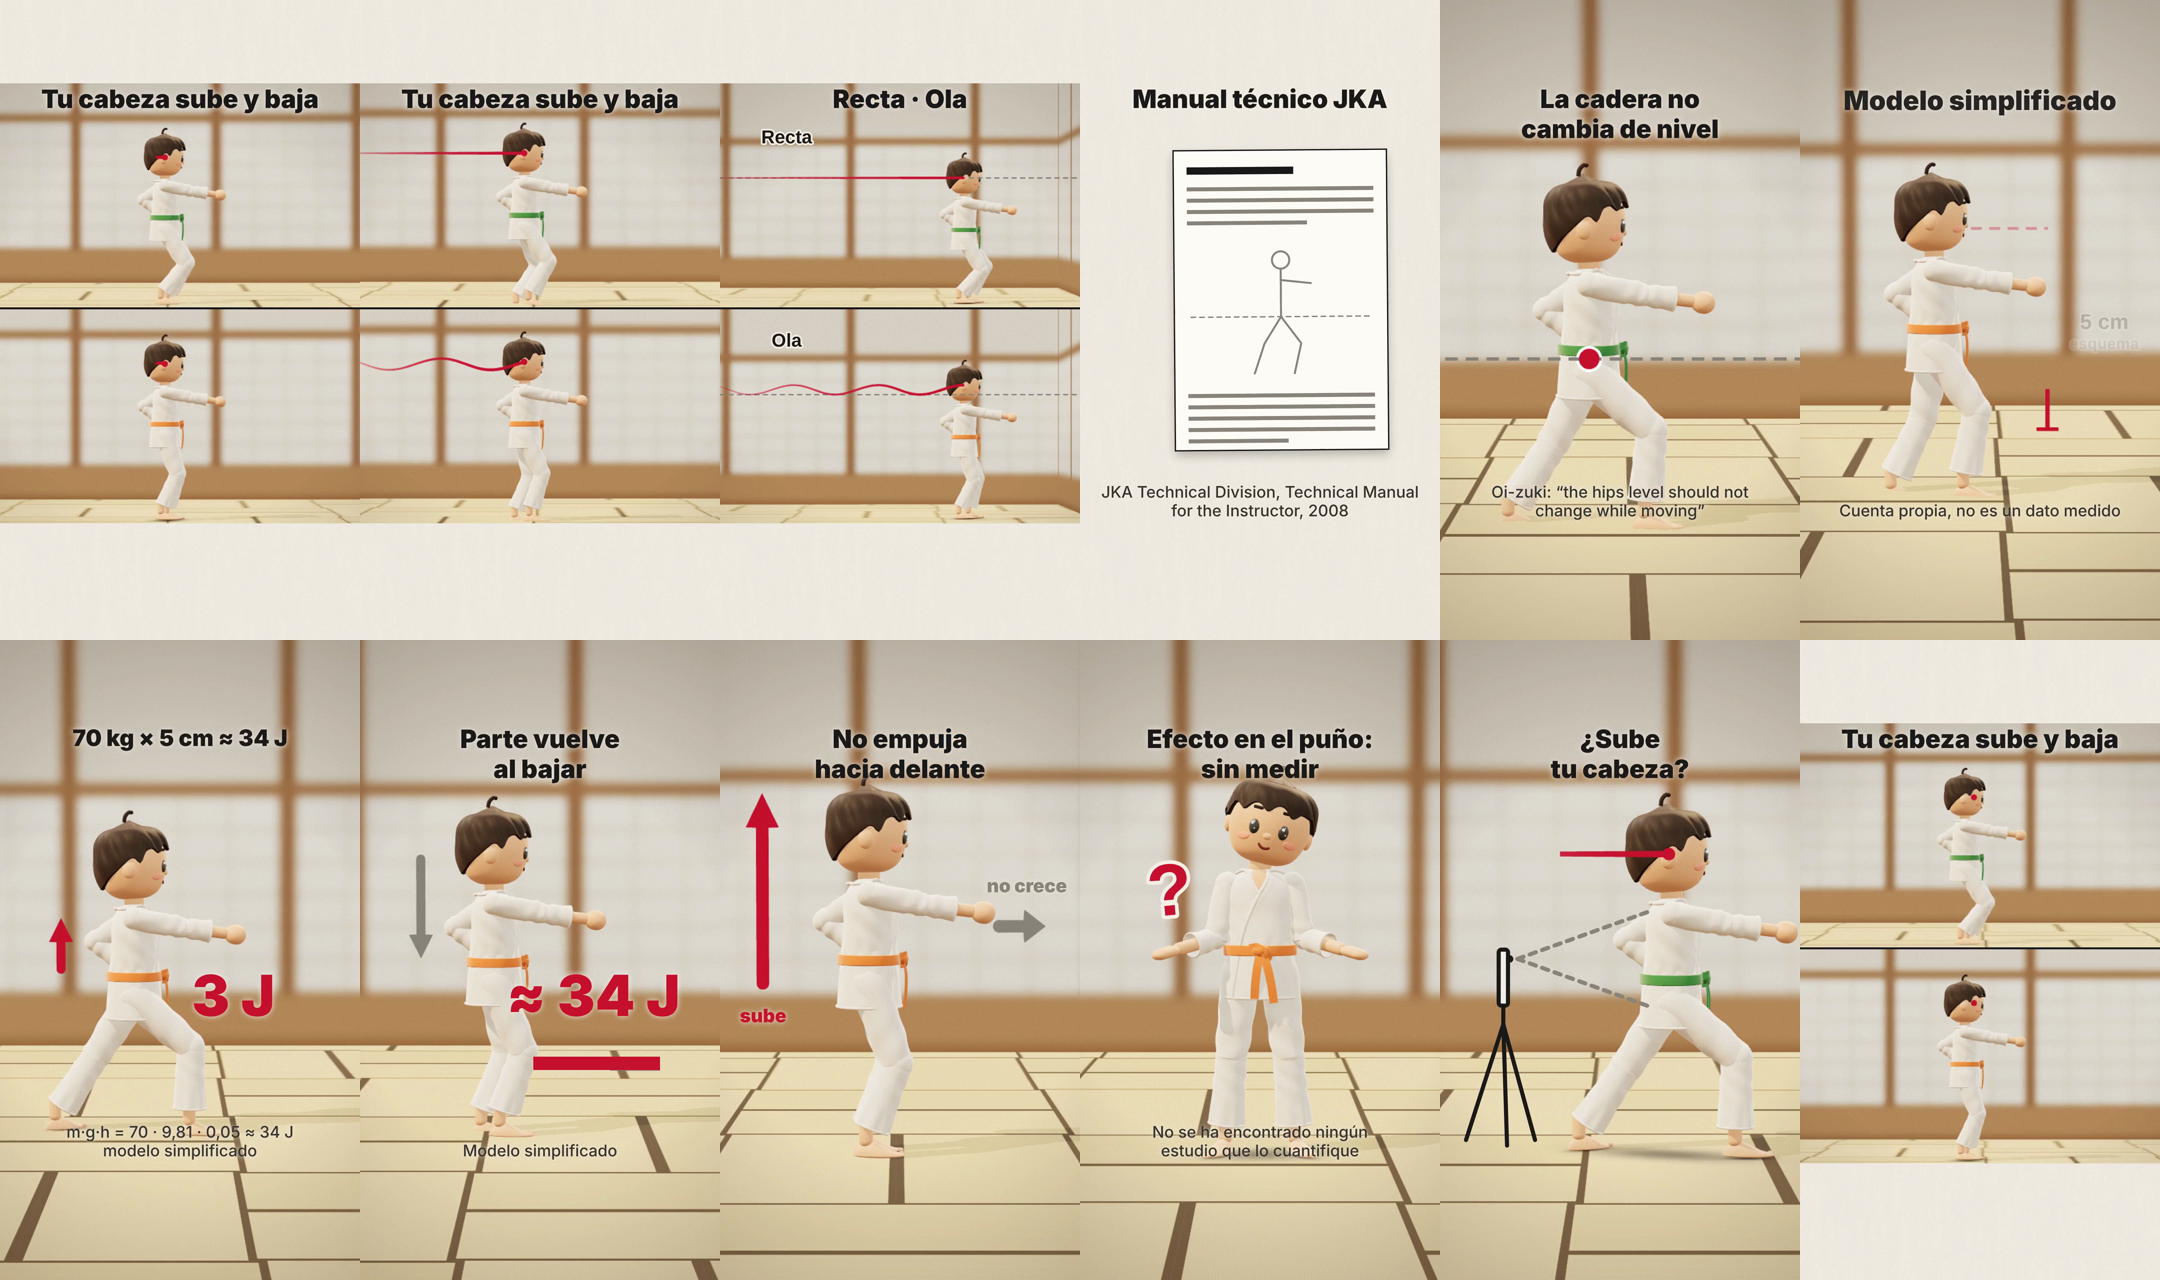 Tu cabeza sube y baja
Tu cabeza sube y baja
Recta · Ola
Recta
Ola
Manual técnico JKA
JKA Technical Division, Technical Manual
for the Instructor, 2008
La cadera no
cambia de nivel
Oi-zuki: “the hips level should not
change while moving”
Modelo simplificado
5 cm
esquema
Cuenta propia, no es un dato medido
70 kg × 5 cm ≈ 34 J
3 J
m·g·h = 70 · 9,81 · 0,05 ≈ 34 J
modelo simplificado
Parte vuelve
al bajar
≈ 34 J
Modelo simplificado
No empuja
hacia delante
no crece
sube
Efecto en el puño:
sin medir
?
No se ha encontrado ningún
estudio que lo cuantifique
¿Sube
tu cabeza?
Tu cabeza sube y baja